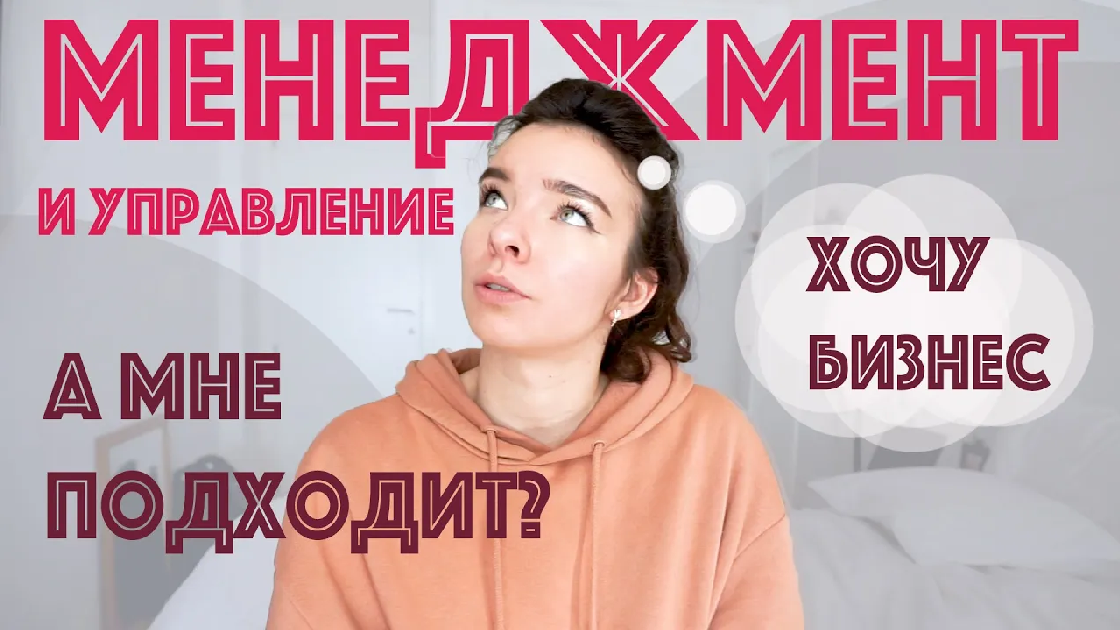 МЕНЕДЖМЕНТ
И УПРАВЛЕНИЕ
ХОЧУ
БИЗНЕС
А МНЕ
ПОДХОДИТ?